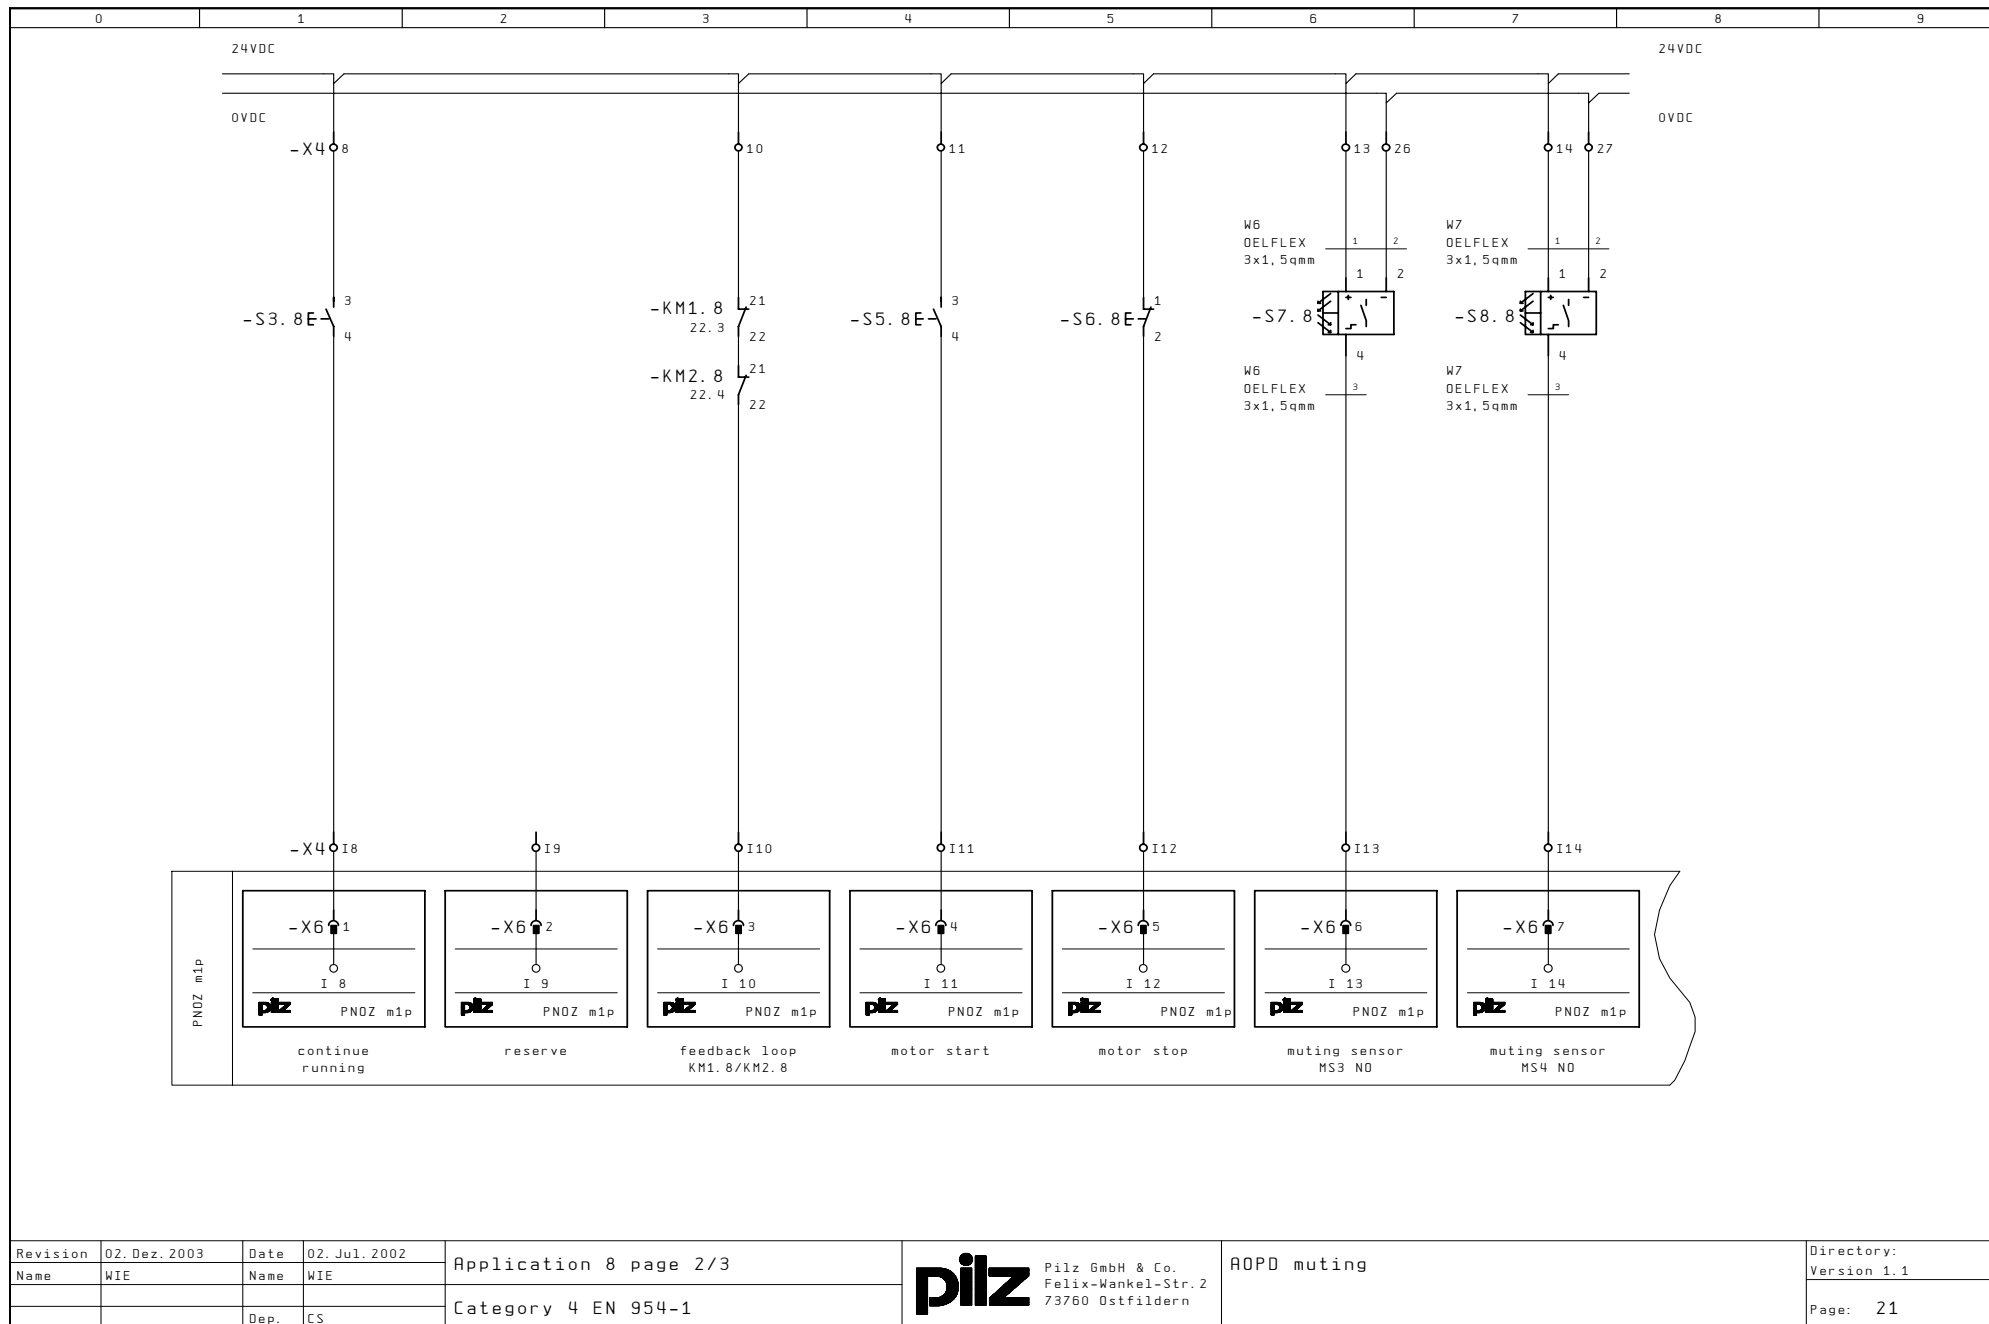 0 1 2 3 4 5 6 7 8 9
24VDC 24VDC
0VDC 0VDC
-X4 8 10 11 12 13 26 14 27
W6 W7
OELFLEX 1 2 OELFLEX 1 2
3x1,5qmm 3x1,5qmm
1 2 1 2
3 21 3 1
-S3.8 -KM1.8 -S5.8 -S6.8 -S7.8 + - -S8.8 + -
22.3
4 22 4 2
4 4
-KM2.8 21
22.4
22
W6 W7
OELFLEX 3 OELFLEX 3
3x1,5qmm 3x1,5qmm
-X4 I8 I9 I10 I11 I12 I13 I14
-X6 1 -X6 2 -X6 3 -X6 4 -X6 5 -X6 6 -X6 7
PNOZ m1p
I 8 I 9 I 10 I 11 I 12 I 13 I 14
pilz PNOZ m1p pilz PNOZ m1p pilz PNOZ m1p pilz PNOZ m1p pilz PNOZ m1p pilz PNOZ m1p pilz PNOZ m1p
continue reserve feedback loop motor start motor stop muting sensor muting sensor
running KM1.8/KM2.8 MS3 NO MS4 NO
Revision 02.Dez.2003 Date 02.Jul.2002
Name WIE Name WIE
Dep. CS
Application 8 page 2/3
Category 4 EN 954-1
pilz
Pilz GmbH & Co.
Felix-Wankel-Str.2
73760 Ostfildern
AOPD muting
Directory:
Version 1.1
Page: 21